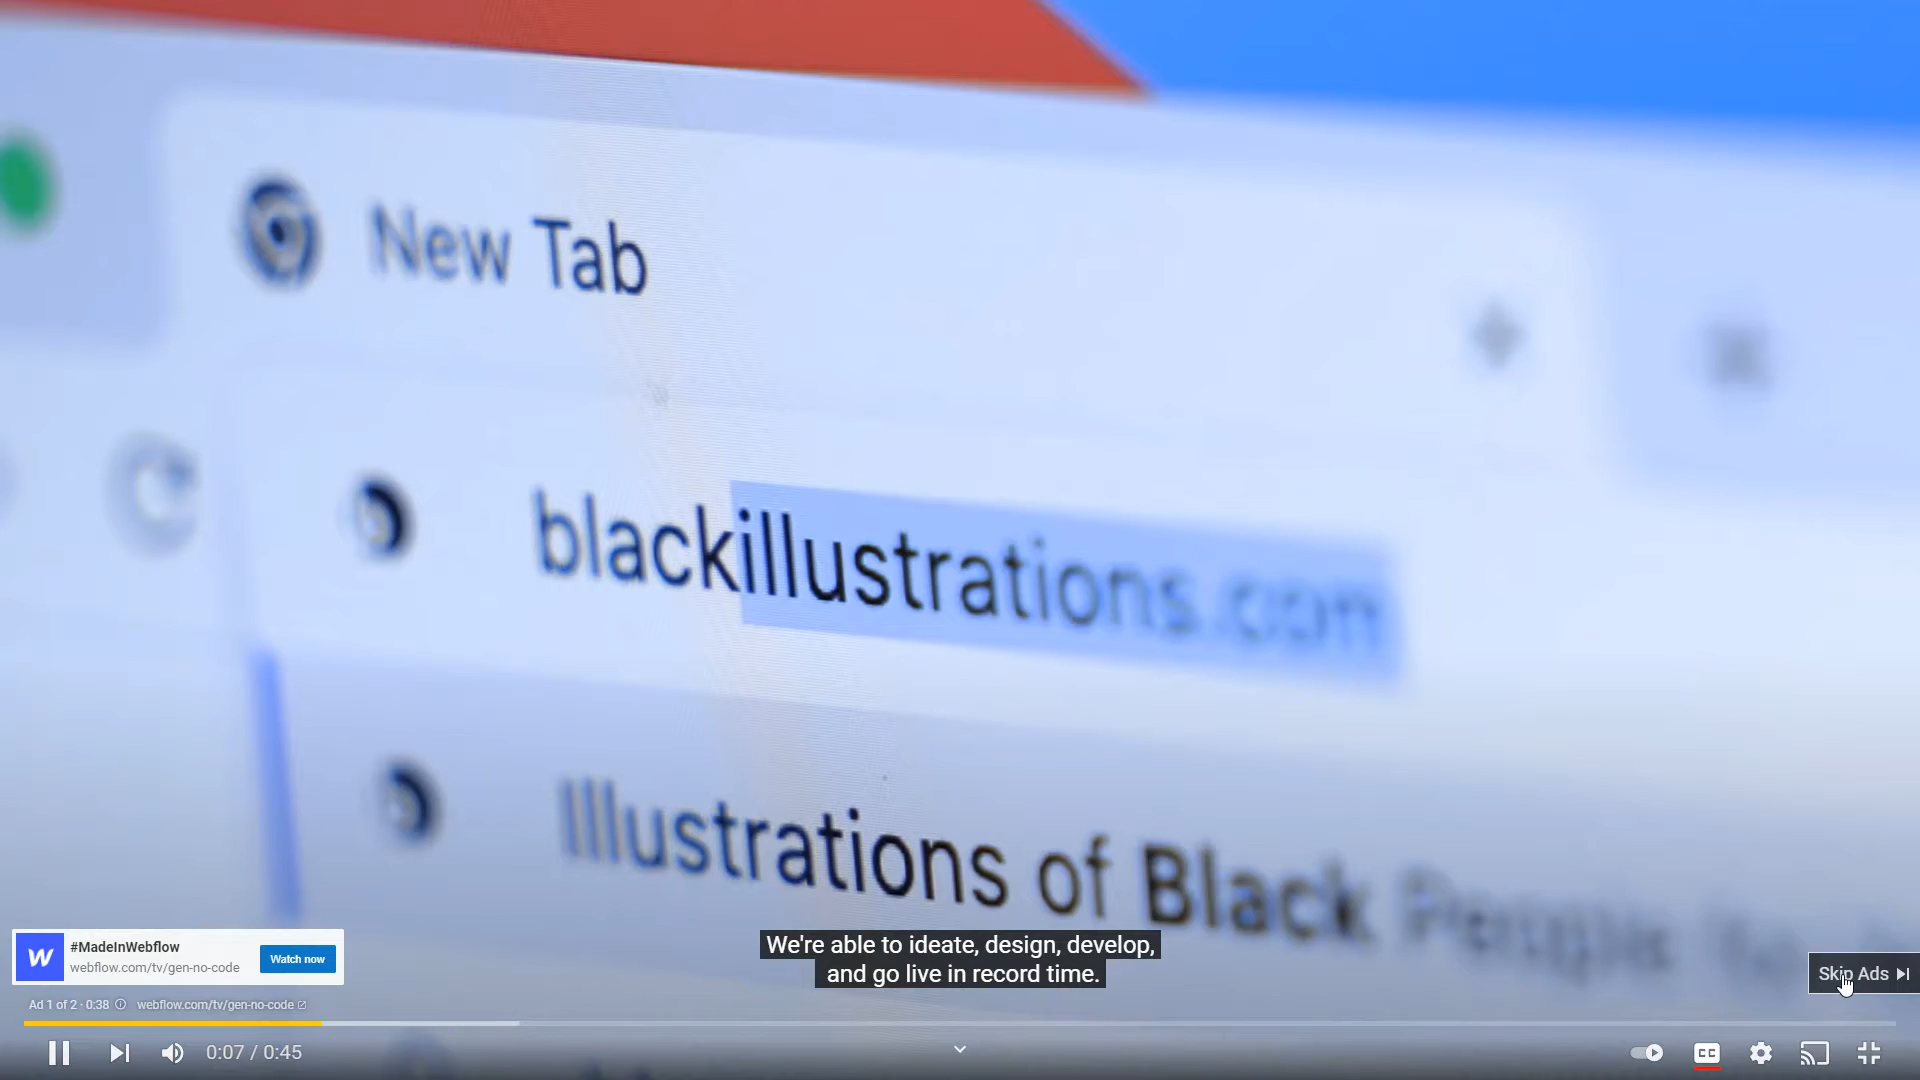 New Tab
blackillustrations.com
Illustrations of Black People
We're able to ideate, design, develop,
and go live in record time.
W
#MadeInWebflow
webflow.com/tv/gen-no-code
Watch now
Skip Ads
Ad 1 of 2 · 0:38
webflow.com/tv/gen-no-code
0:07 / 0:45
CC